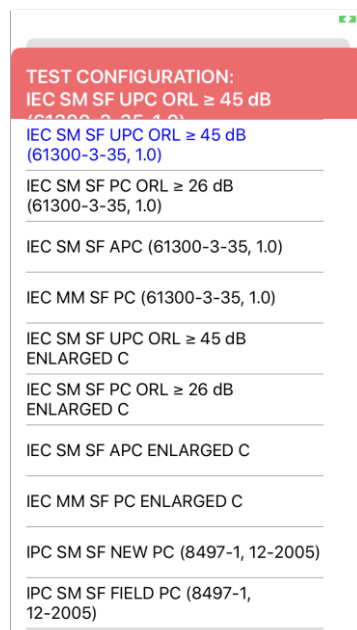 TEST CONFIGURATION:
IEC SM SF UPC ORL ≥ 45 dB
(61300-3-35, 1.0)
IEC SM SF UPC ORL ≥ 45 dB
(61300-3-35, 1.0)
IEC SM SF PC ORL ≥ 26 dB
(61300-3-35, 1.0)
IEC SM SF APC (61300-3-35, 1.0)
IEC MM SF PC (61300-3-35, 1.0)
IEC SM SF UPC ORL ≥ 45 dB
ENLARGED C
IEC SM SF PC ORL ≥ 26 dB
ENLARGED C
IEC SM SF APC ENLARGED C
IEC MM SF PC ENLARGED C
IPC SM SF NEW PC (8497-1, 12-2005)
IPC SM SF FIELD PC (8497-1,
12-2005)